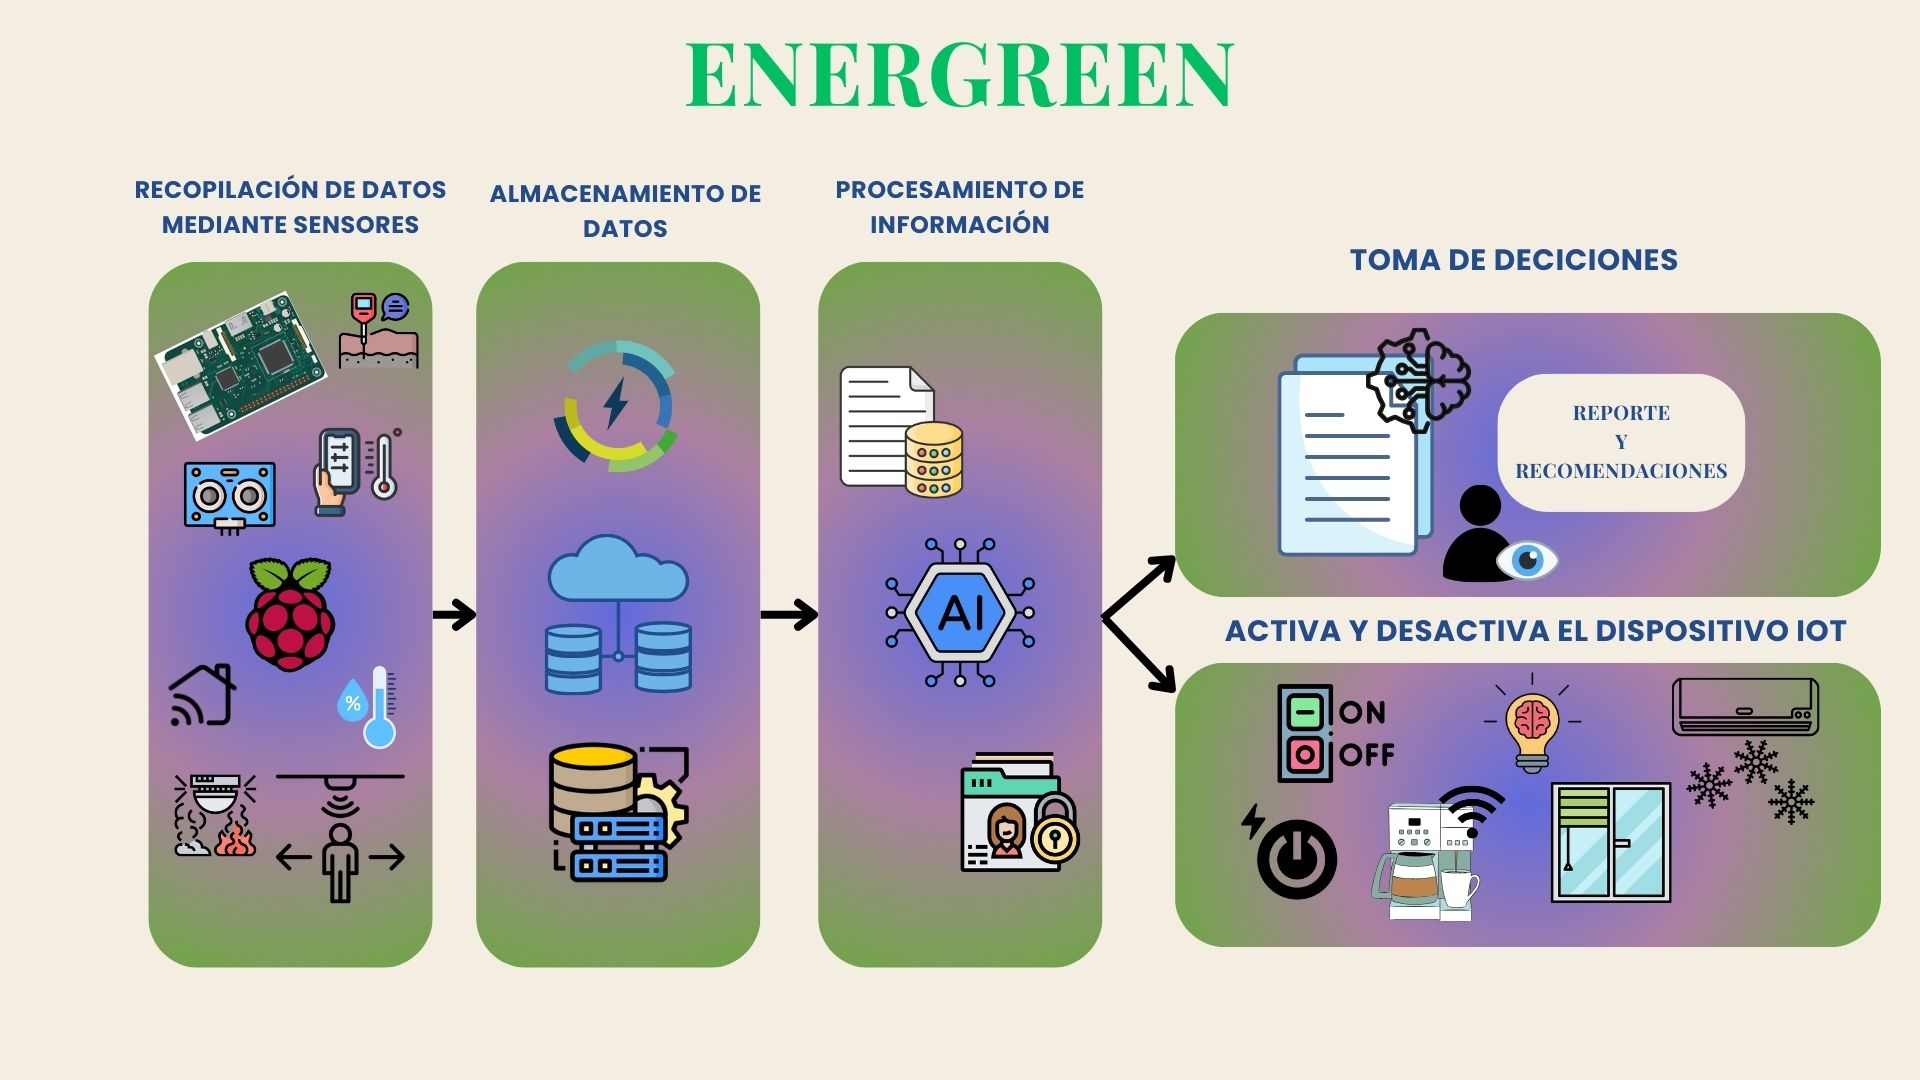 ENERGREEN
RECOPILACIÓN DE DATOS
MEDIANTE SENSORES
ALMACENAMIENTO DE
DATOS
PROCESAMIENTO DE
INFORMACIÓN
TOMA DE DECICIONES
REPORTE
Y
RECOMENDACIONES
%
AI
ACTIVA Y DESACTIVA EL DISPOSITIVO IOT
ON
OFF